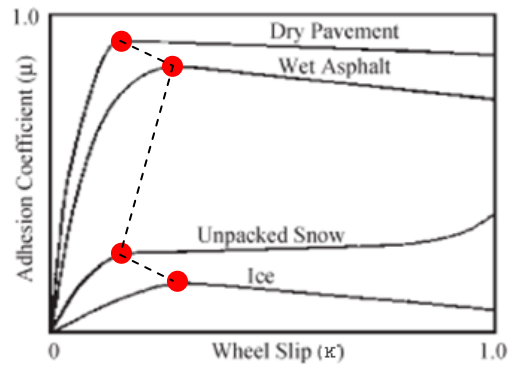 1.0
Dry Pavement
Wet Asphalt
Adhesion Coefficient (μ)
Unpacked Snow
Ice
0
Wheel Slip (κ)
1.0